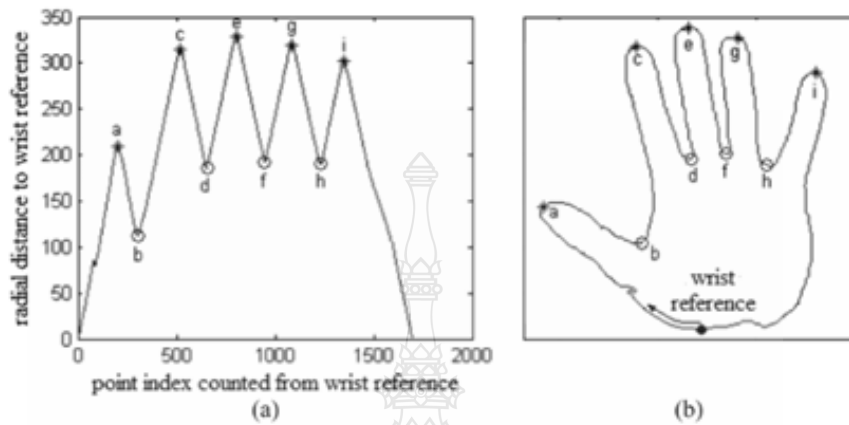 350
300
250
200
150
100
50
0
radial distance to wrist reference
a
b
c
d
e
f
g
h
i
0
500
1000
1500
2000
point index counted from wrist reference
(a)
a
b
c
d
e
f
g
h
i
wrist
reference
(b)